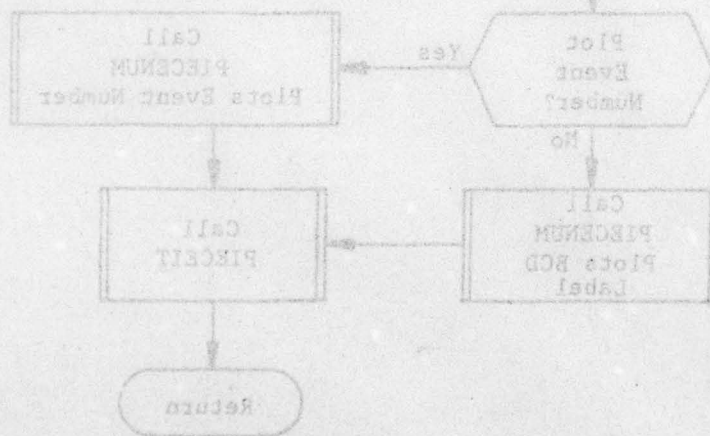 Plot
Event
Number?
Yes
Call
PIECENUM
Plots Event Number
No
Call
PIECENUM
Plots BCD
Label
Call
PIECEIT
Return